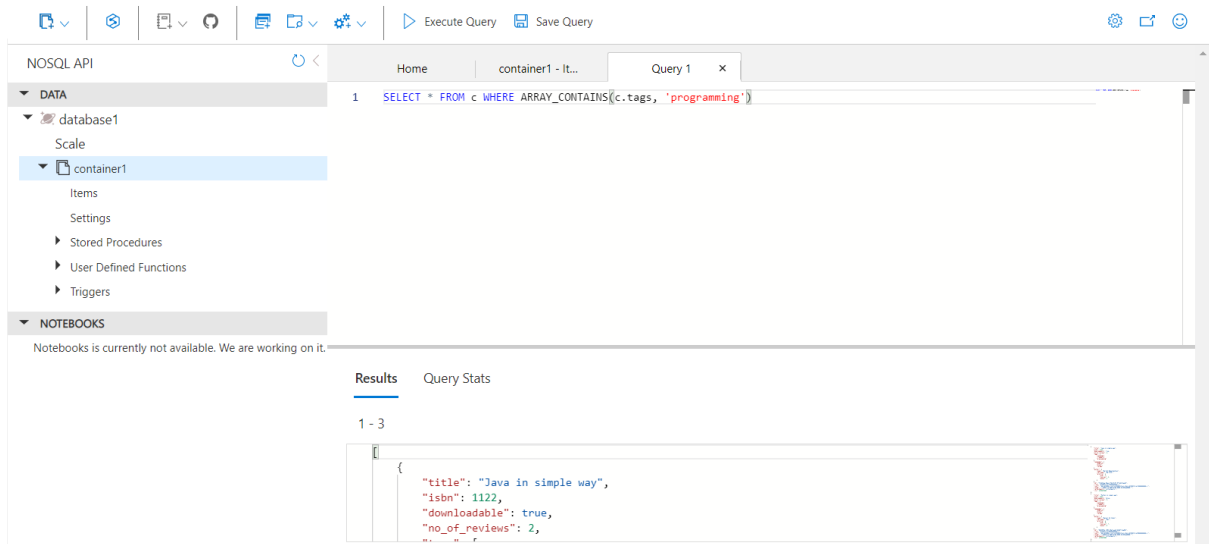 Execute Query Save Query
NOSQL API
Home container1 - It... Query 1 ×
DATA
1 SELECT * FROM c WHERE ARRAY_CONTAINS(c.tags, 'programming')
database1
Scale
container1
Items
Settings
Stored Procedures
User Defined Functions
Triggers
NOTEBOOKS
Notebooks is currently not available. We are working on it.
Results Query Stats
1 - 3
[
{
"title": "Java in simple way",
"isbn": 1122,
"downloadable": true,
"no_of_reviews": 2,